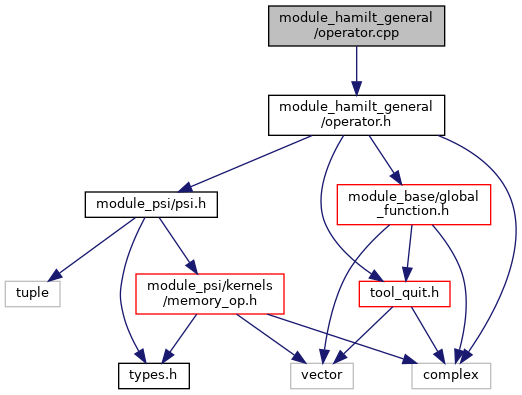 module_hamilt_general
/operator.cpp
module_hamilt_general
/operator.h
module_base/global
_function.h
module_psi/psi.h
tuple
module_psi/kernels
/memory_op.h
tool_quit.h
types.h
vector
complex